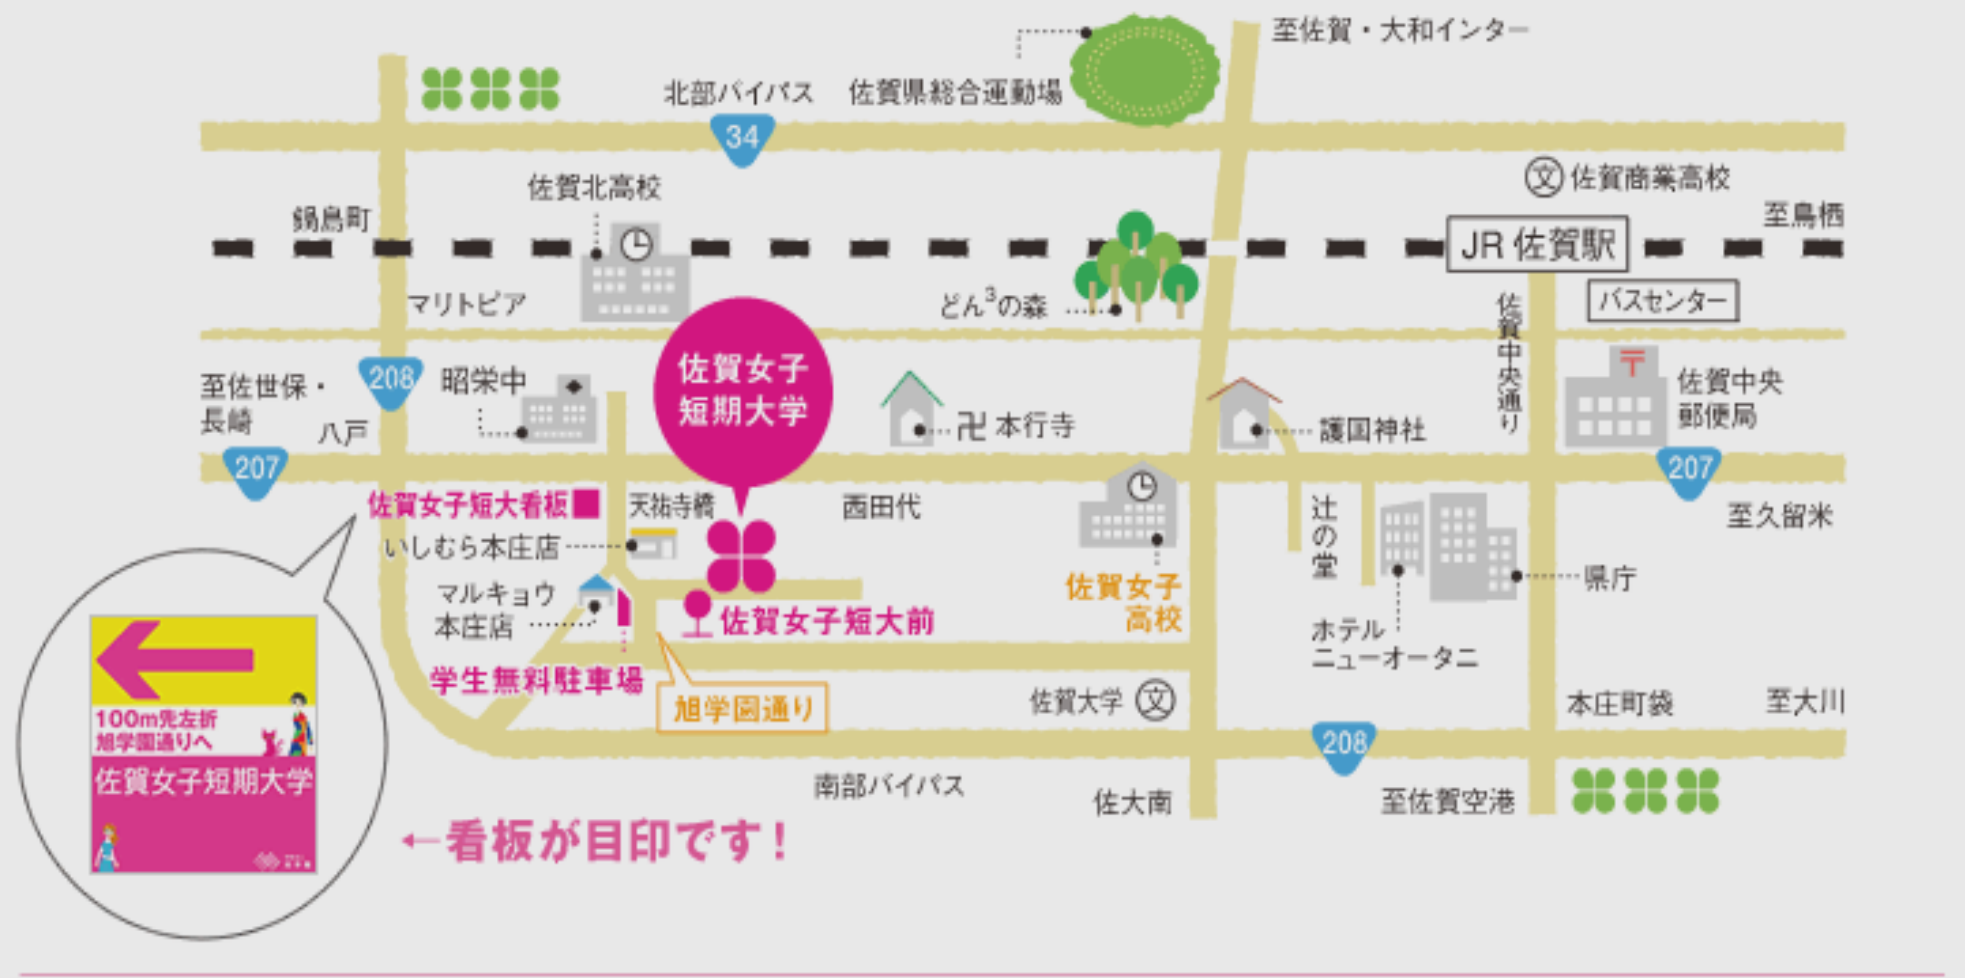 至佐賀・大和インター
北部バイパス
佐賀県総合運動場
34
佐賀商業高校
文
佐賀北高校
鍋島町
至鳥栖
JR 佐賀駅
マリトピア
どん³の森
バスセンター
佐賀中央通り
佐賀女子
短期大学
至佐世保・
長崎
208
昭栄中
佐賀中央
郵便局
八戸
卍 本行寺
護国神社
207
207
佐賀女子短大看板
天祐寺橋
西田代
辻の堂
至久留米
いしむら本庄店
マルキョウ
本庄店
佐賀女子
高校
県庁
佐賀女子短大前
ホテル
ニューオータニ
学生無料駐車場
旭学園通り
佐賀大学
文
本庄町袋
至大川
100m先左折
旭学園通りへ
佐賀女子短期大学
208
南部バイパス
佐大南
至佐賀空港
←看板が目印です!